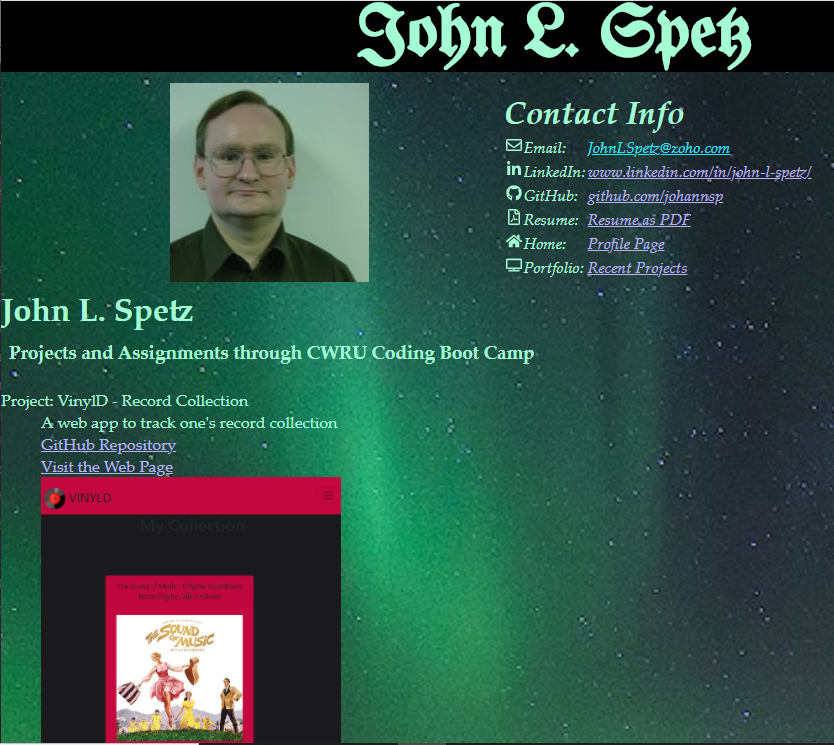 John L. Spetz
Contact Info
Email: JohnLSpetz@zoho.com
LinkedIn: www.linkedin.com/in/john-l-spetz/
GitHub: github.com/johannsp
Resume: Resume as PDF
Home: Profile Page
Portfolio: Recent Projects
John L. Spetz
Projects and Assignments through CWRU Coding Boot Camp
Project: VinylD - Record Collection
A web app to track one's record collection
GitHub Repository
Visit the Web Page
VINYLD
My Collection
The Sound of Music - Original Soundtrack
Recording by Julie Andrews
THE SOUND
OF MUSIC